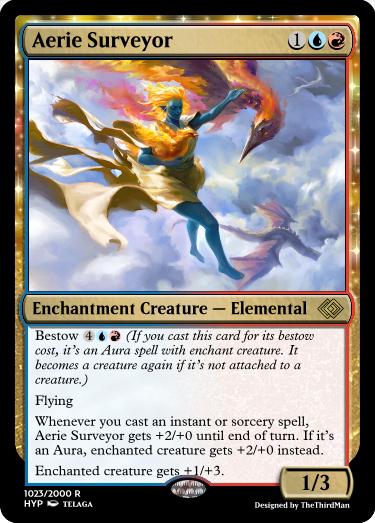 Aerie Surveyor 1
Enchantment Creature — Elemental
Bestow 4 (If you cast this card for its bestow
cost, it's an Aura spell with enchant creature. It
becomes a creature again if it's not attached to a
creature.)
Flying
Whenever you cast an instant or sorcery spell,
Aerie Surveyor gets +2/+0 until end of turn. If it's
an Aura, enchanted creature gets +2/+0 instead.
Enchanted creature gets +1/+3.
1/3
1023/2000 R
HYP TELAGA
Designed by TheThirdMan